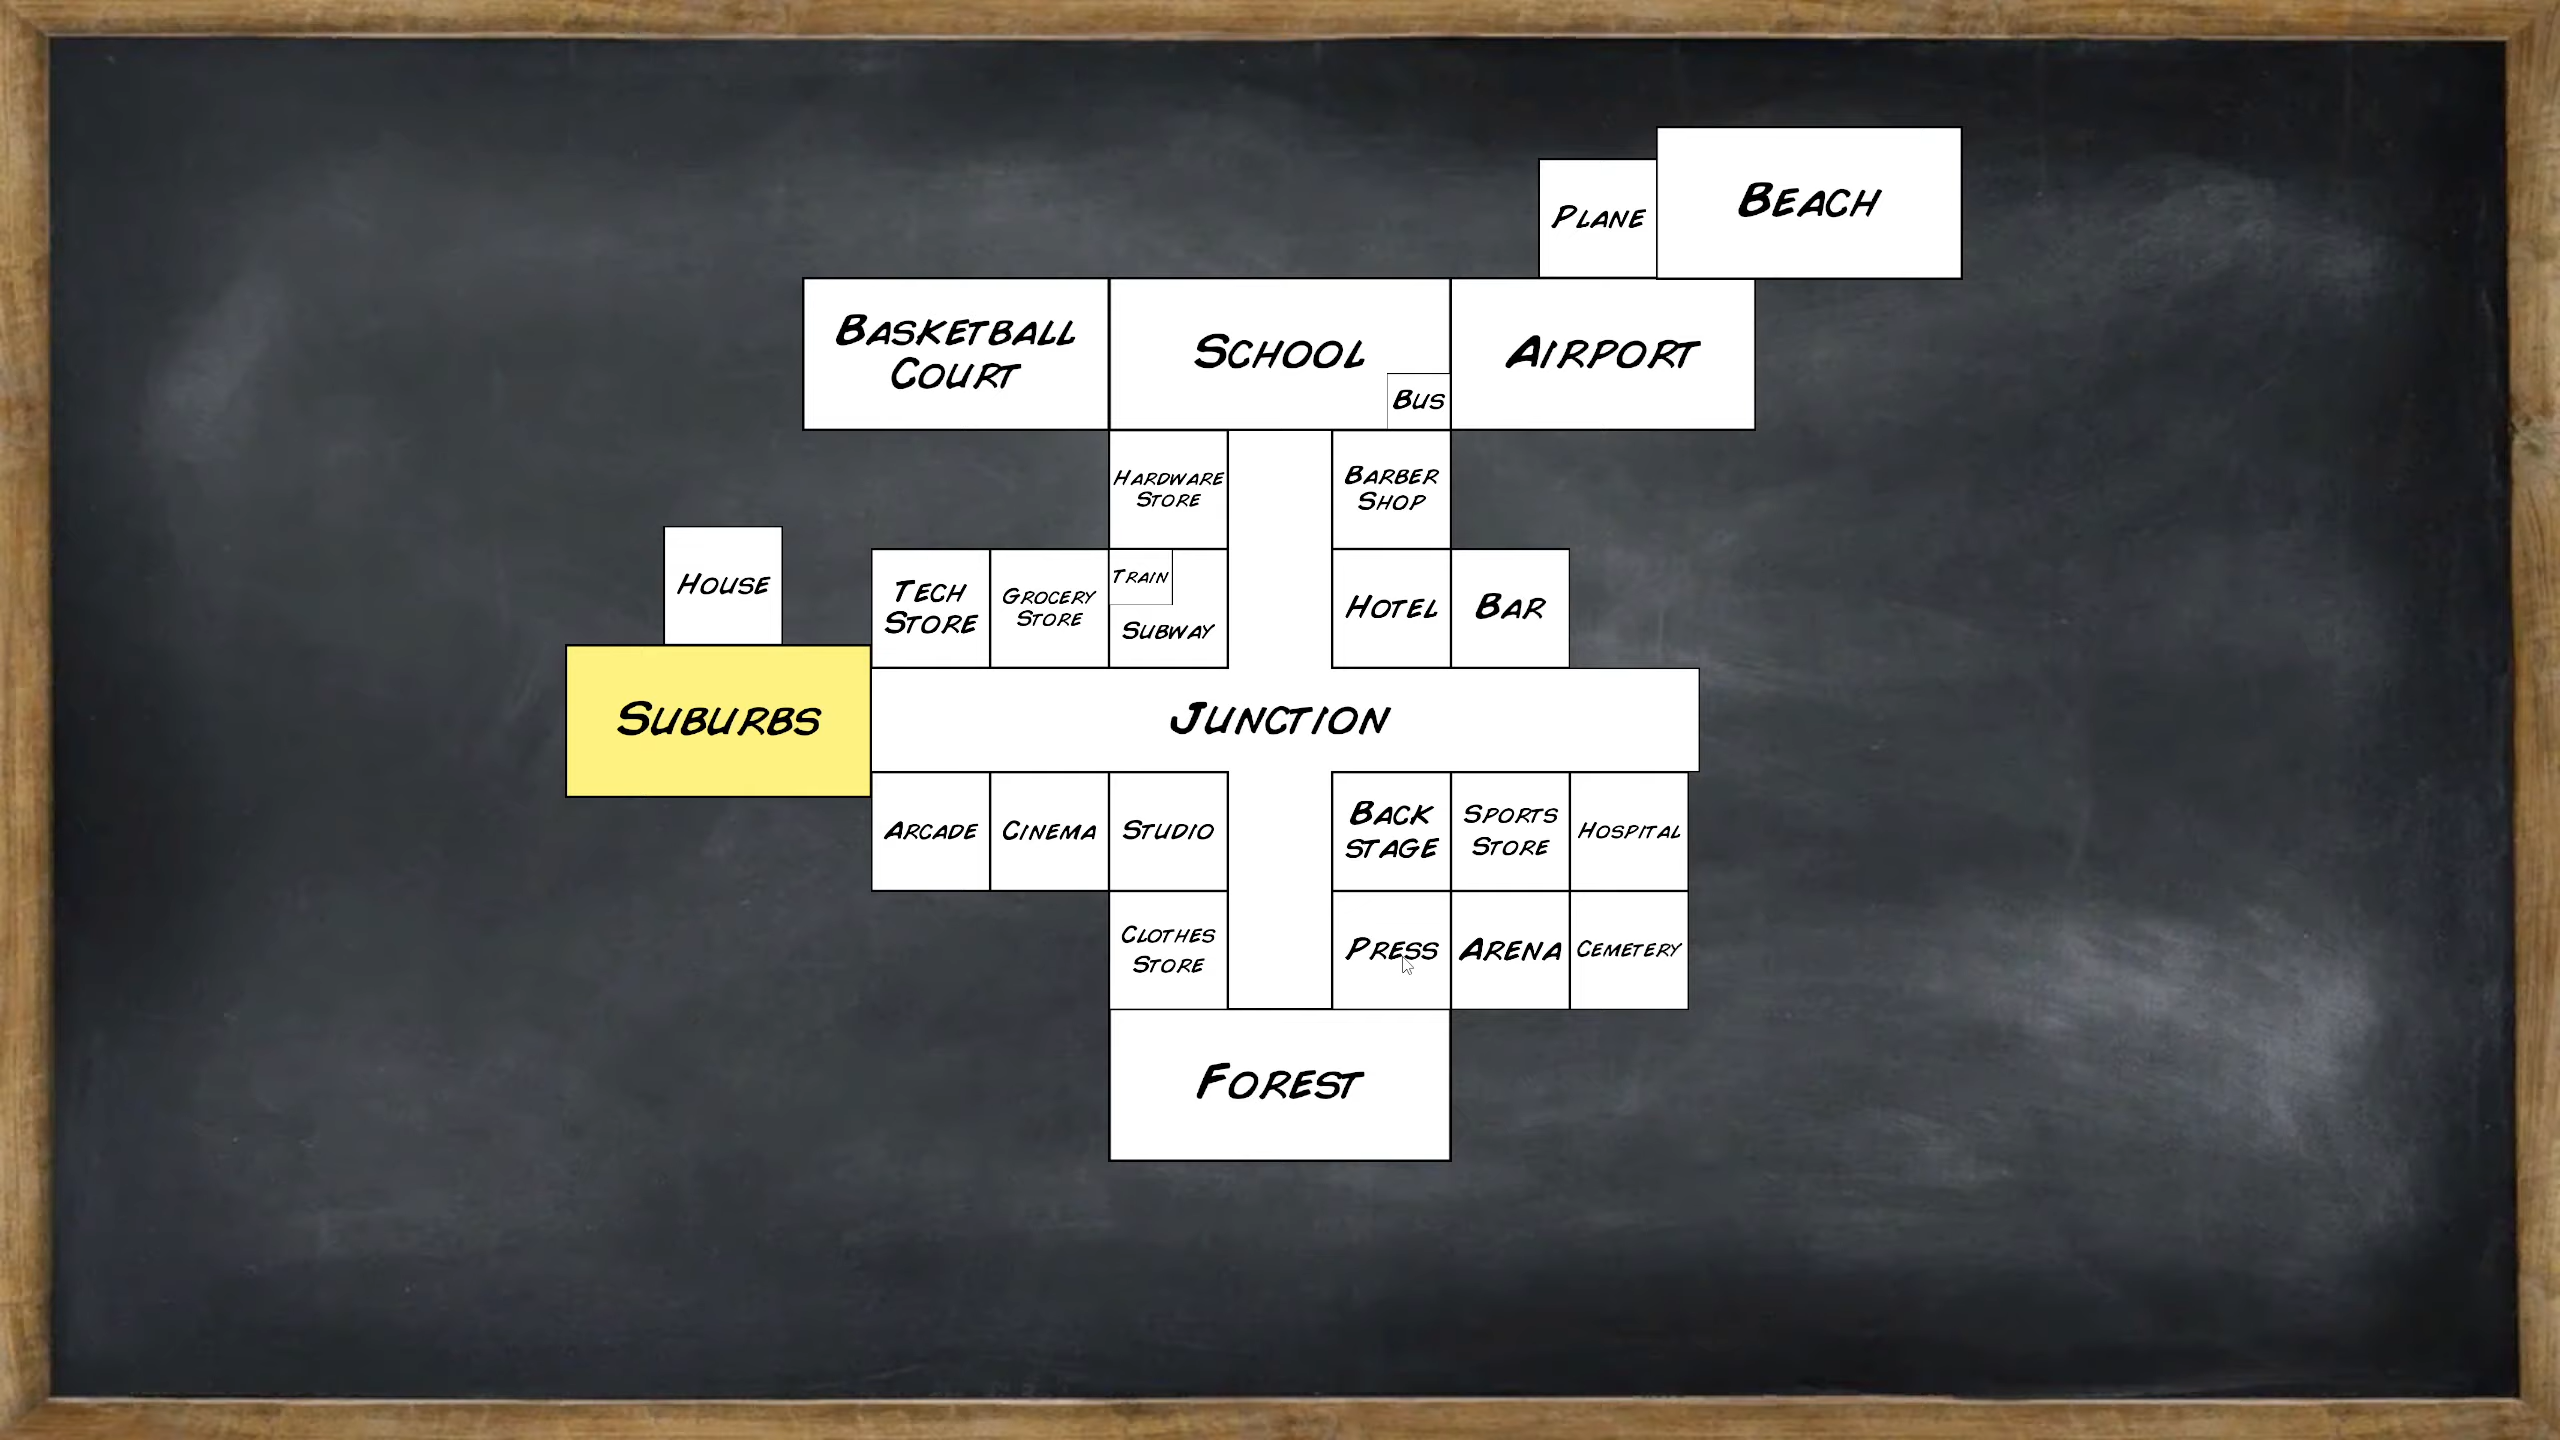 Beach
Plane
Basketball
Court
School
Airport
Bus
Hardware
Store
Barber
Shop
House
Tech
Store
Grocery
Store
Train
Subway
Hotel
Bar
Suburbs
Junction
Arcade
Cinema
Studio
Back
stage
Sports
Store
Hospital
Clothes
Store
Press
Arena
Cemetery
Forest